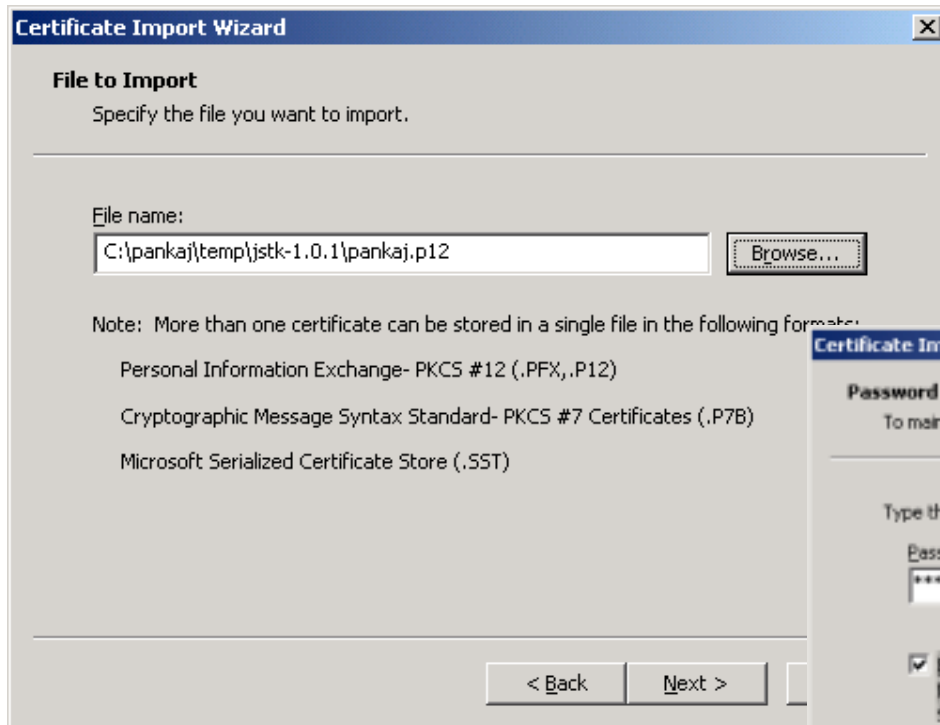 Certificate Import Wizard
File to Import
Specify the file you want to import.
File name:
C:\pankaj\temp\jstk-1.0.1\pankaj.p12
Browse...
Note: More than one certificate can be stored in a single file in the following formats:
Personal Information Exchange- PKCS #12 (.PFX,.P12)
Cryptographic Message Syntax Standard- PKCS #7 Certificates (.P7B)
Microsoft Serialized Certificate Store (.SST)
< Back
Next >
Certificate Im
Password
To main
Type th
Pass
***